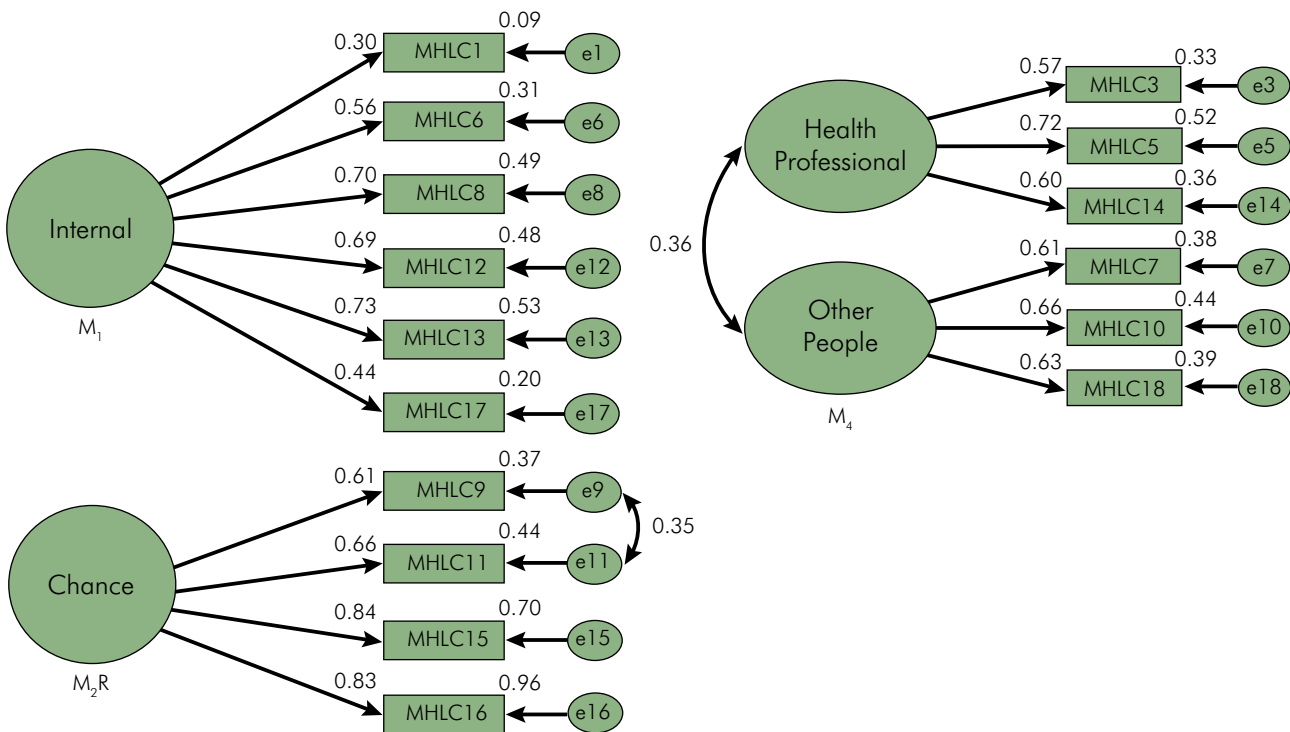 0.30 MHLC1 0.09 e1
0.56 MHLC6 0.31 e6
0.70 MHLC8 0.49 e8
Internal
0.69 MHLC12 0.48 e12
0.73 MHLC13 0.53 e13
0.44 MHLC17 0.20 e17
M₁
0.61 MHLC9 0.37 e9
0.35
0.66 MHLC11 0.44 e11
Chance
0.84 MHLC15 0.70 e15
0.83 MHLC16 0.96 e16
M₂R
Health
Professional
0.57 MHLC3 0.33 e3
0.72 MHLC5 0.52 e5
0.60 MHLC14 0.36 e14
0.36
Other
People
0.61 MHLC7 0.38 e7
0.66 MHLC10 0.44 e10
0.63 MHLC18 0.39 e18
M₄